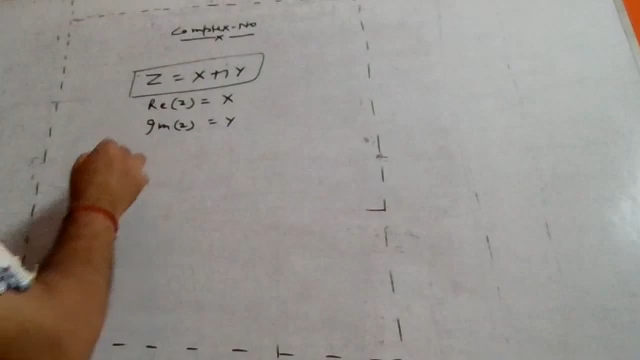 Complex-No
x
Z = X+iY
Re(z) = X
Im(z) = Y